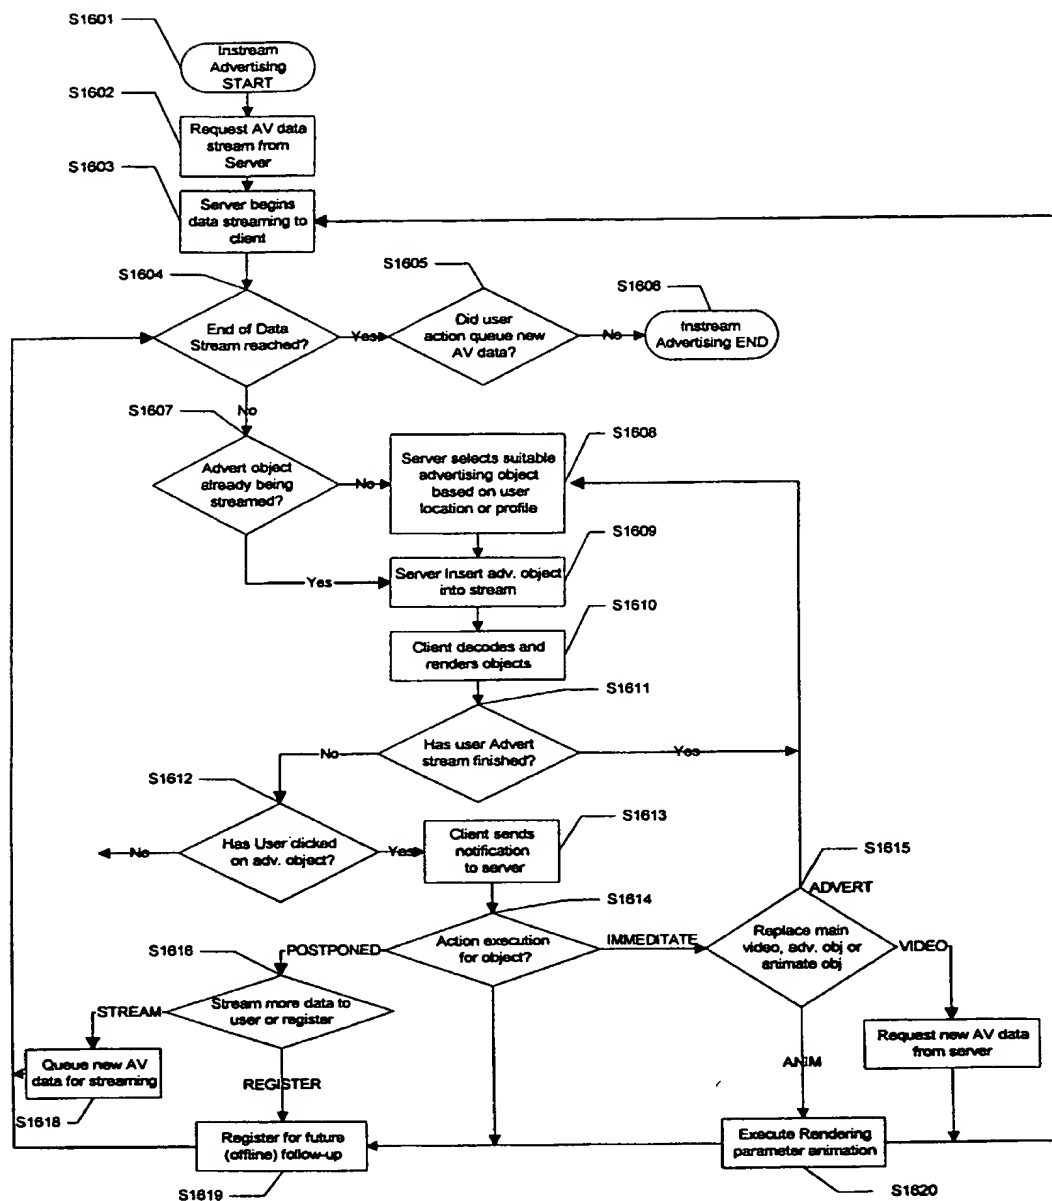 S1601
Instream
Advertising
START
S1602
Request AV data
stream from
Server
S1603
Server begins
data streaming to
client
S1604
End of Data
Stream reached?
Yes
S1605
Did user
action queue new
AV data?
No
S1606
Instream
Advertising END
No
S1607
Advert object
already being
streamed?
No
S1608
Server selects suitable
advertising object
based on user
location or profile
Yes
S1609
Server Insert adv. object
into stream
S1610
Client decodes and
renders objects
S1611
Has user Advert
stream finished?
No
Yes
S1612
Has User clicked
on adv. object?
No
Yes
S1613
Client sends
notification
to server
S1614
Action execution
for object?
POSTPONED
IMMEDITATE
S1615
ADVERT
Replace main
video, adv. obj or
animate obj
VIDEO
ANIM
Request new AV data
from server
S1616
Stream more data to
user or register
STREAM
REGISTER
Queue new AV
data for streaming
S1618
Register for future
(offline) follow-up
S1619
Execute Rendering
parameter animation
S1620